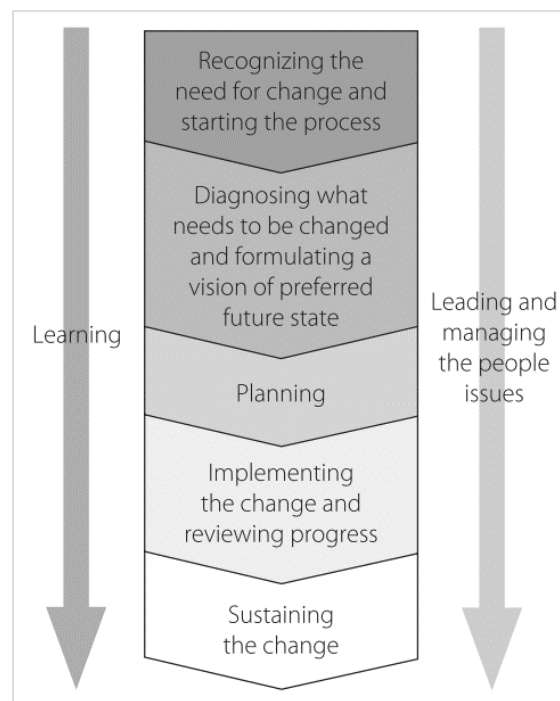 Recognizing the
need for change and
starting the process
Diagnosing what
needs to be changed
and formulating a
vision of preferred
future state
Learning
Leading and
managing
the people
issues
Planning
Implementing
the change and
reviewing progress
Sustaining
the change